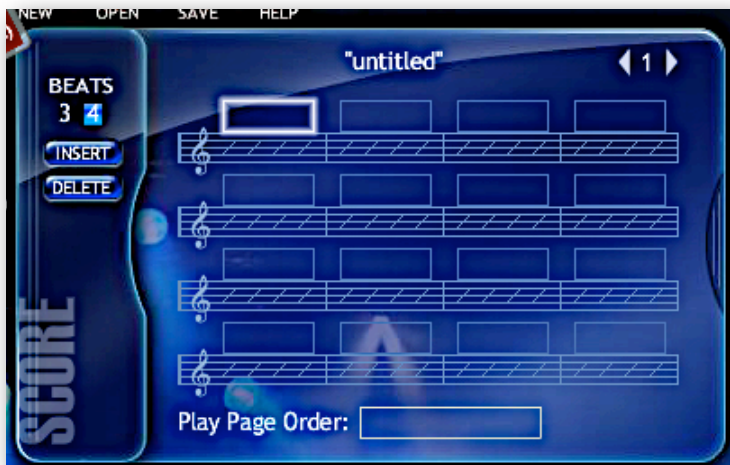 NEW OPEN SAVE HELP
"untitled"
1
BEATS
3 4
INSERT
DELETE
SCORE
Play Page Order: